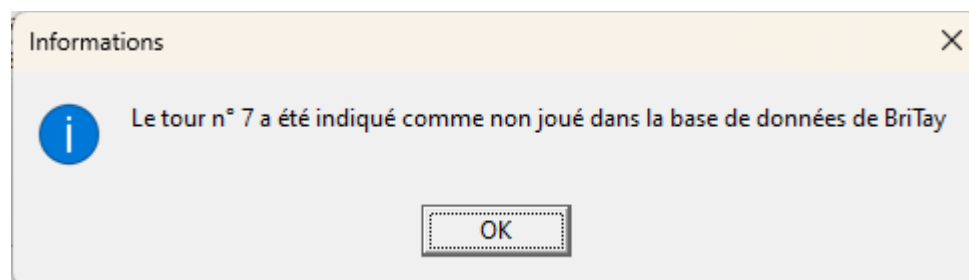 Informations
Le tour n° 7 a été indiqué comme non joué dans la base de données de BriTay
OK